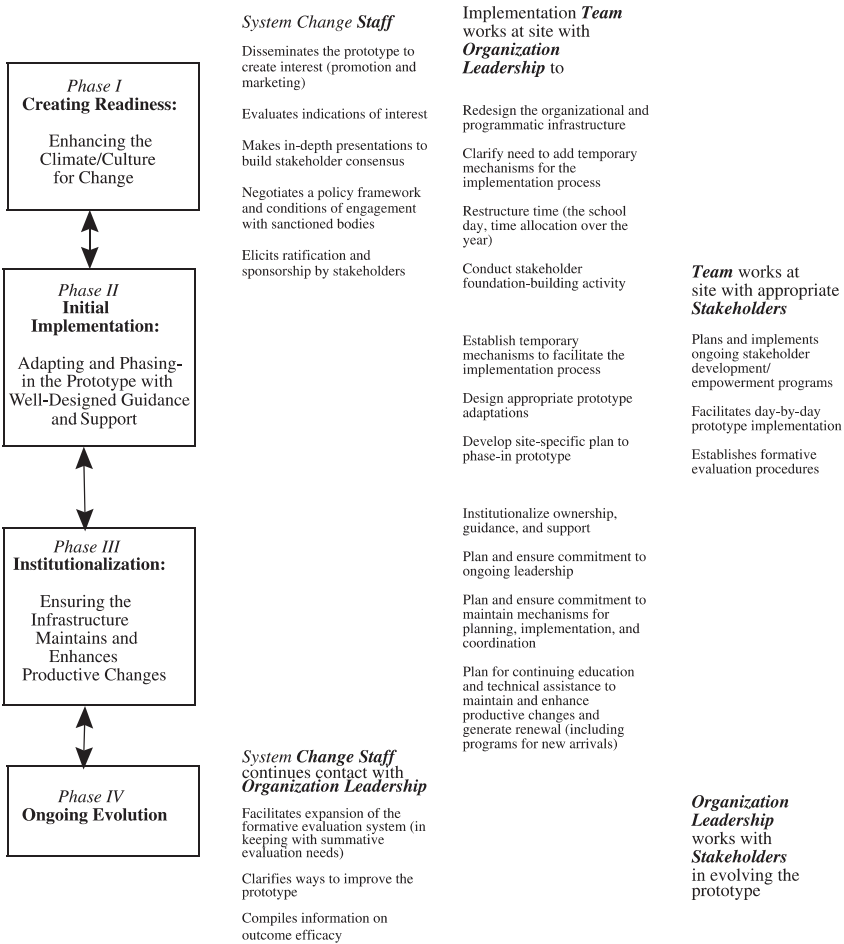 Phase I
Creating Readiness:
Enhancing the
Climate/Culture
for Change
Phase II
Initial
Implementation:
Adapting and Phasing-
in the Prototype with
Well-Designed Guidance
and Support
Phase III
Institutionalization:
Ensuring the
Infrastructure
Maintains and
Enhances
Productive Changes
Phase IV
Ongoing Evolution
System Change Staff
Disseminates the prototype to
create interest (promotion and
marketing)
Evaluates indications of interest
Makes in-depth presentations to
build stakeholder consensus
Negotiates a policy framework
and conditions of engagement
with sanctioned bodies
Elicits ratification and
sponsorship by stakeholders
System Change Staff
continues contact with
Organization Leadership
Facilitates expansion of the
formative evaluation system (in
keeping with summative
evaluation needs)
Clarifies ways to improve the
prototype
Compiles information on
outcome efficacy
Implementation Team
works at site with
Organization
Leadership to
Redesign the organizational and
programmatic infrastructure
Clarify need to add temporary
mechanisms for the
implementation process
Restructure time (the school
day, time allocation over the
year)
Conduct stakeholder
foundation-building activity
Establish temporary
mechanisms to facilitate the
implementation process
Design appropriate prototype
adaptations
Develop site-specific plan to
phase-in prototype
Institutionalize ownership,
guidance, and support
Plan and ensure commitment to
ongoing leadership
Plan and ensure commitment to
maintain mechanisms for
planning, implementation, and
coordination
Plan for continuing education
and technical assistance to
maintain and enhance
productive changes and
generate renewal (including
programs for new arrivals)
Team works at
site with appropriate
Stakeholders
Plans and implements
ongoing stakeholder
development/
empowerment programs
Facilitates day-by-day
prototype implementation
Establishes formative
evaluation procedures
Organization
Leadership
works with
Stakeholders
in evolving the
prototype